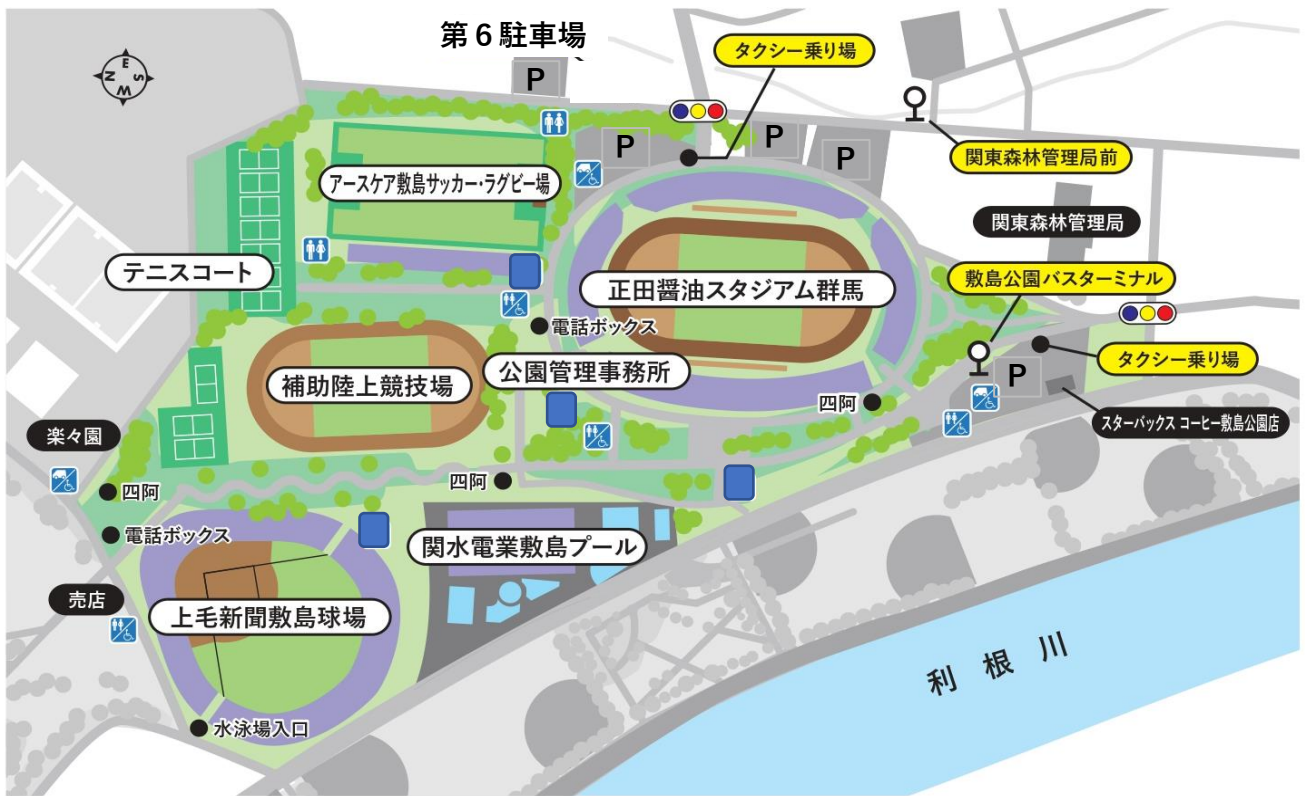 第6駐車場
タクシー乗り場
E
N
S
W
P
P
P
P
関東森林管理局前
アースケア敷島サッカー・ラグビー場
関東森林管理局
テニスコート
正田醤油スタジアム群馬
敷島公園バスターミナル
電話ボックス
タクシー乗り場
公園管理事務所
補助陸上競技場
P
四阿
スターバックス コーヒー敷島公園店
楽々園
四阿
四阿
電話ボックス
関水電業敷島プール
売店
上毛新聞敷島球場
利根川
水泳場入口